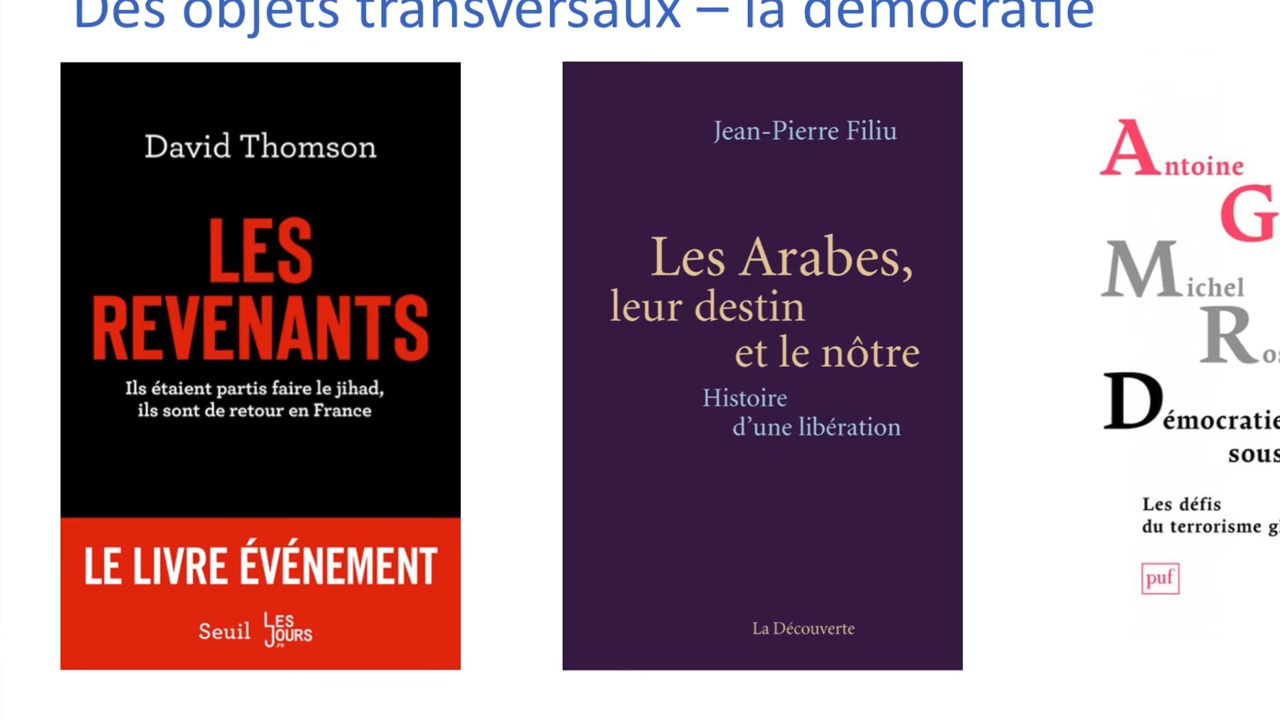 Des objets transversaux – la démocratie
David Thomson
LES
REVENANTS
Ils étaient partis faire le jihad,
ils sont de retour en France
LE LIVRE ÉVÉNEMENT
Seuil
LES
JOURS
.FR
Jean-Pierre Filiu
Les Arabes,
leur destin
et le nôtre
Histoire
d'une libération
La Découverte
Antoine
G
Michel
Ros
Démocratie
sous
Les défis
du terrorisme
puf